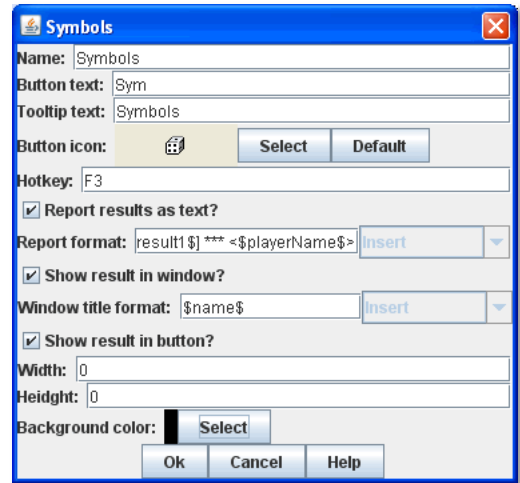 Symbols
Name: Symbols
Button text: Sym
Tooltip text: Symbols
Button icon: Select Default
Hotkey: F3
Report results as text?
Report format: result1$] *** <$playerName$> Insert
Show result in window?
Window title format: $name$ Insert
Show result in button?
Width: 0
Heidght: 0
Background color: Select
Ok Cancel Help